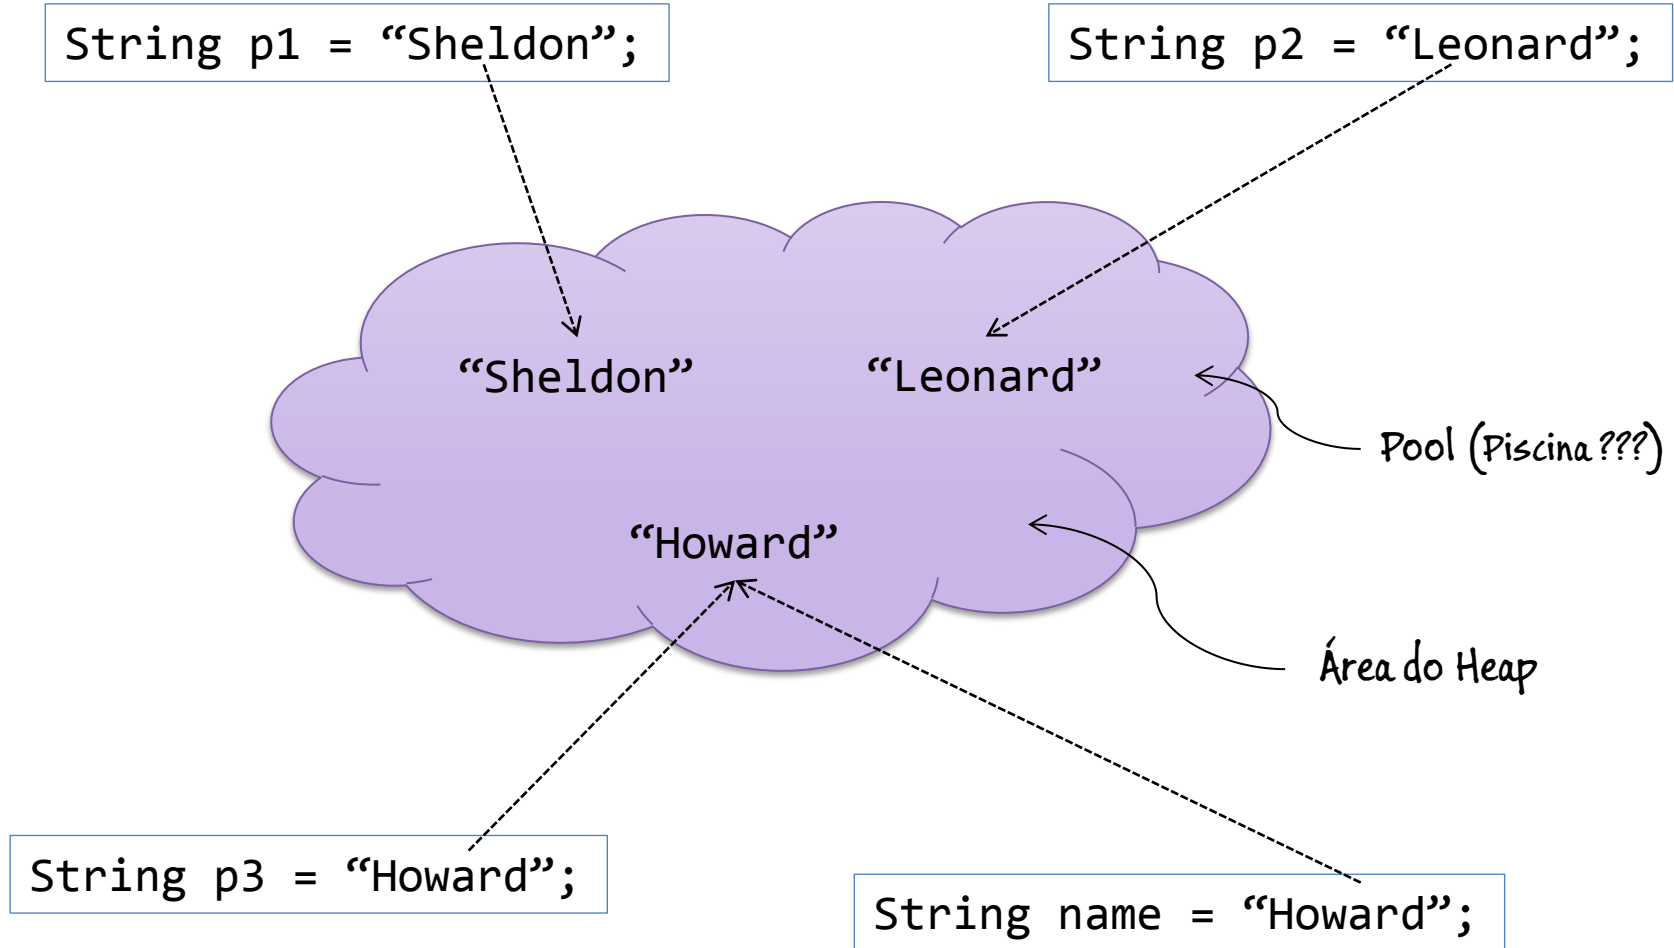 String p1 = “Sheldon”;
String p2 = “Leonard”;
“Sheldon”
“Leonard”
Pool (Piscina???)
“Howard”
Área do Heap
String p3 = “Howard”;
String name = “Howard”;